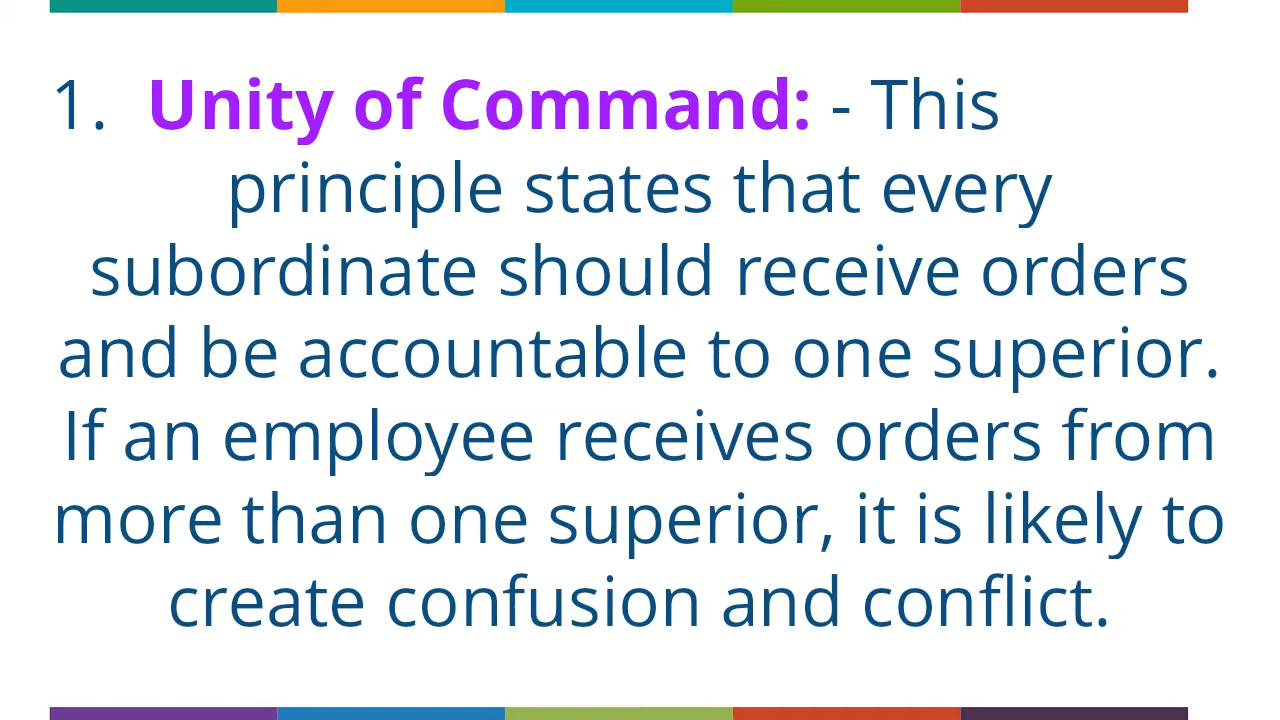 1. Unity of Command: - This
principle states that every
subordinate should receive orders
and be accountable to one superior.
If an employee receives orders from
more than one superior, it is likely to
create confusion and conflict.